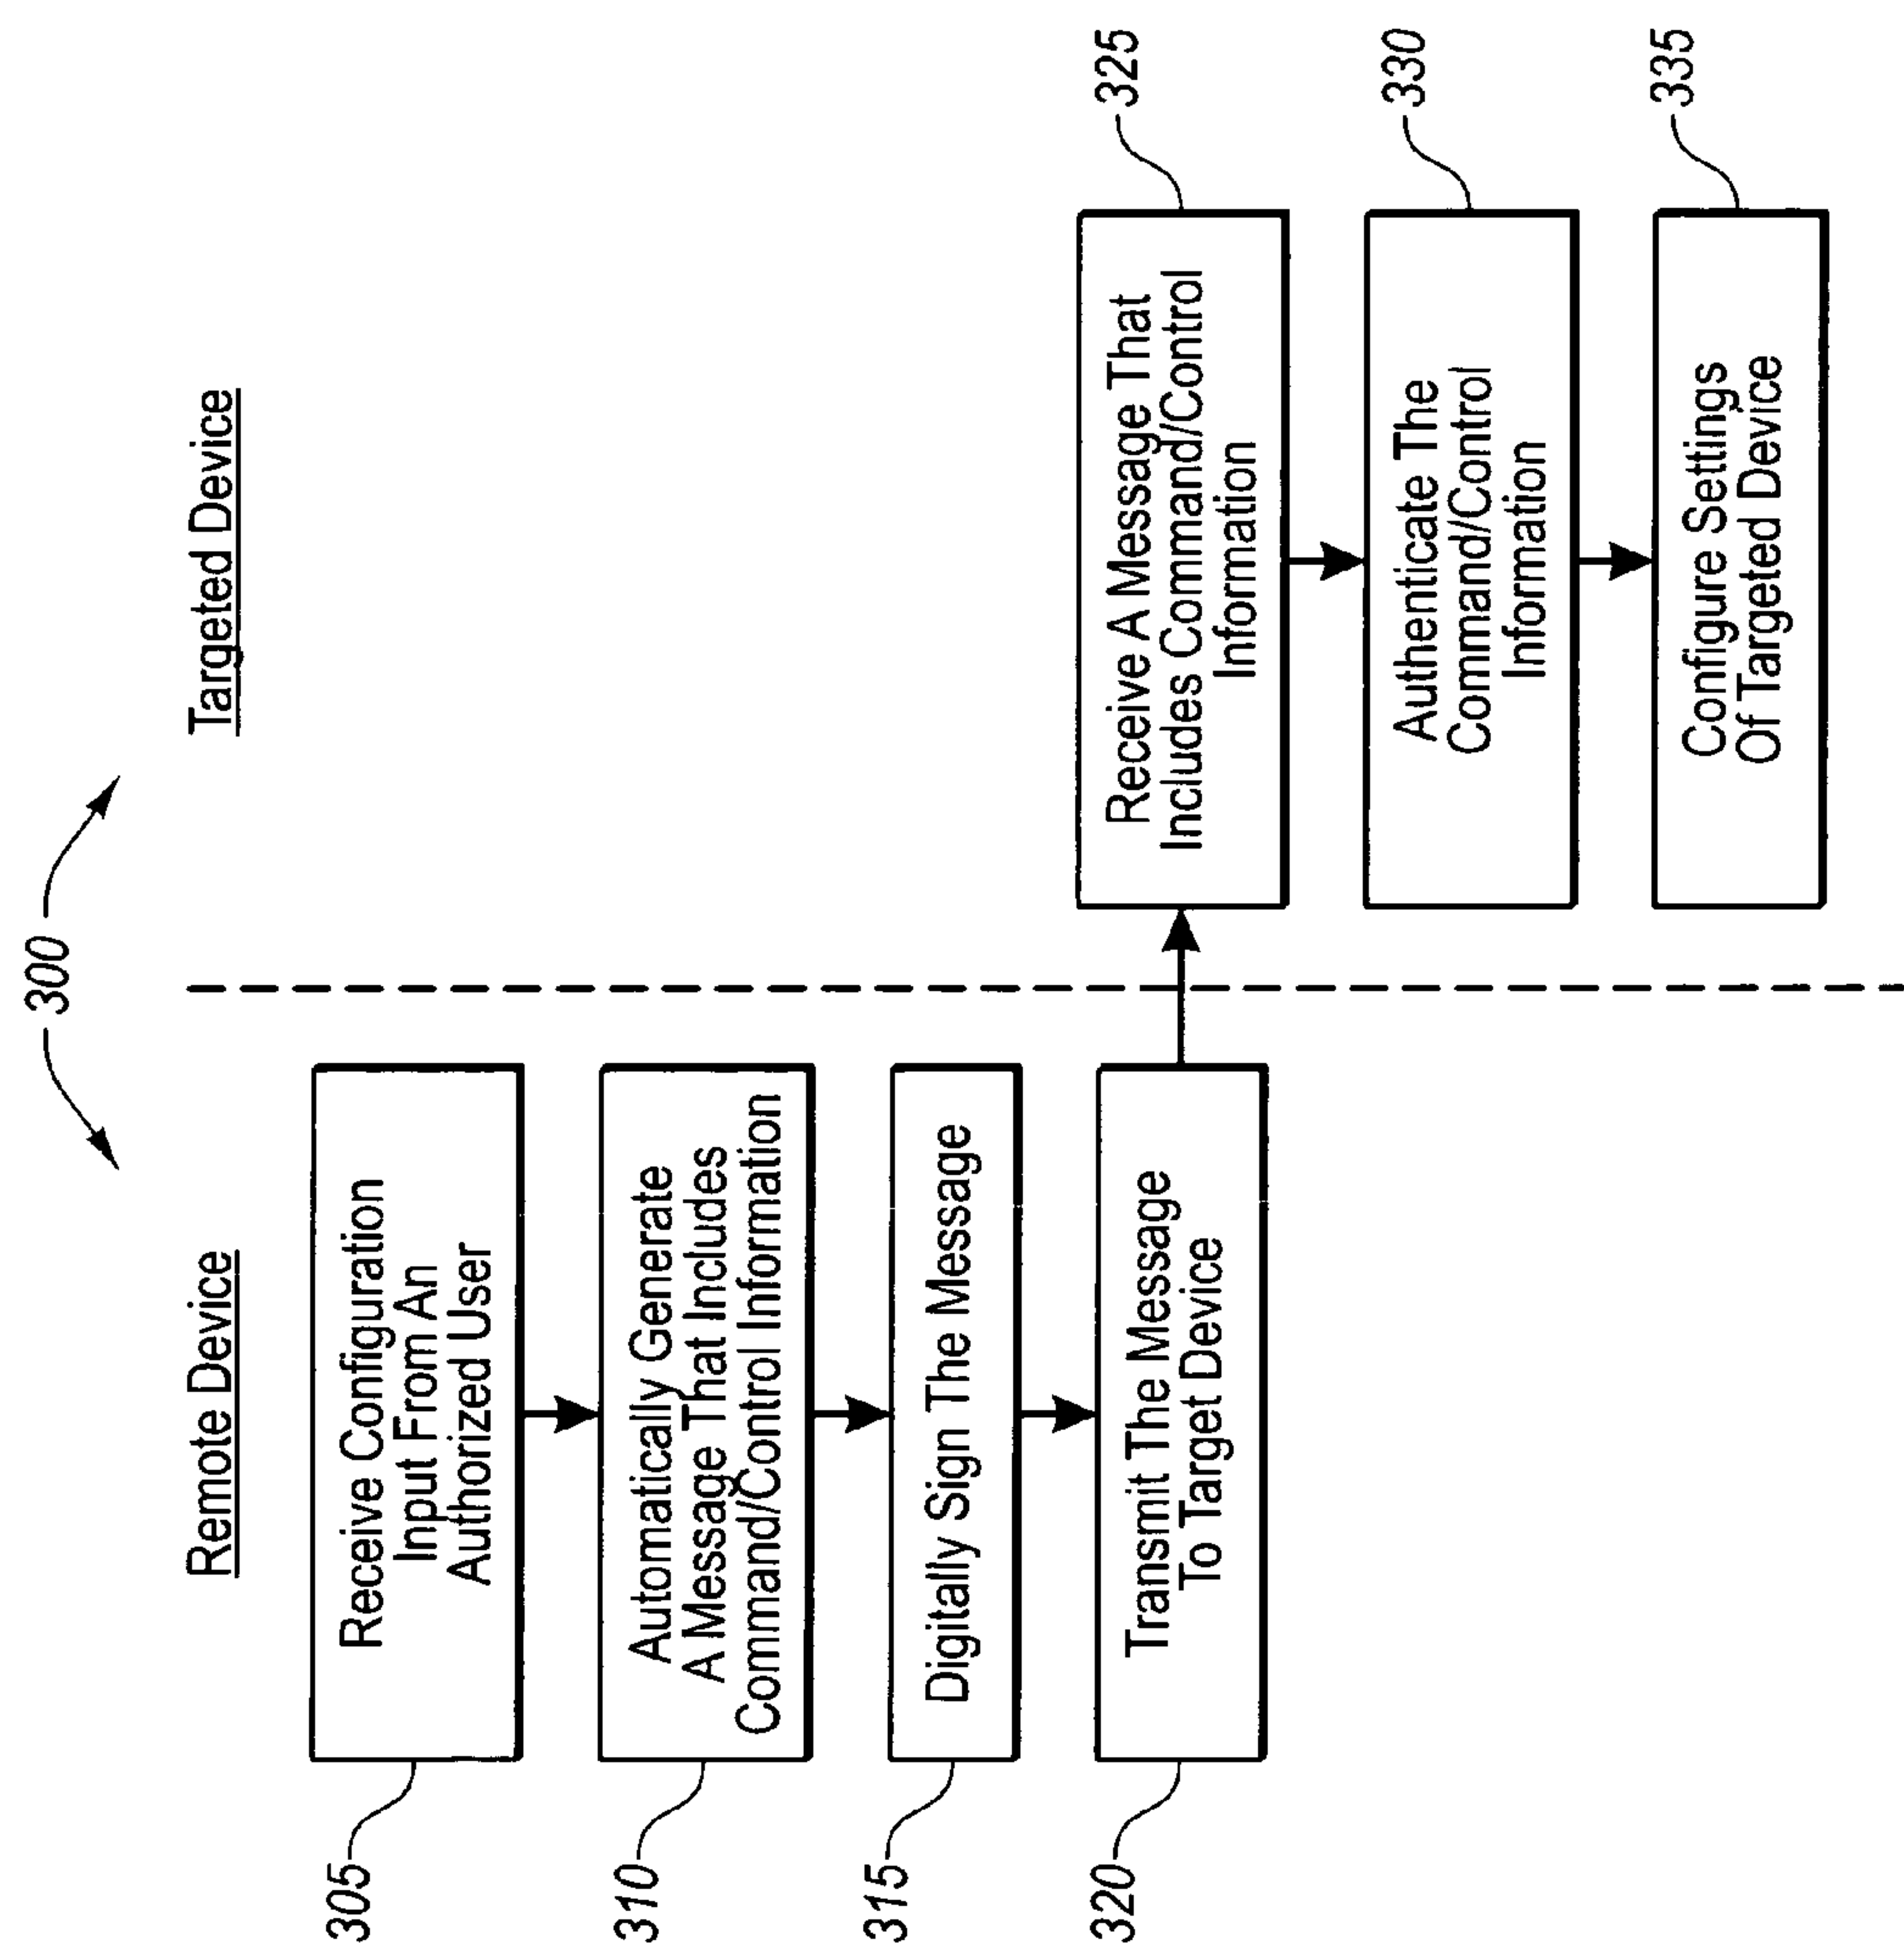 300
Remote Device
Targeted Device
305
Receive Configuration
Input From An
Authorized User
310
Automatically Generate
A Message That Includes
Command/Control Information
315
Digitally Sign The Message
320
Transmit The Message
To Target Device
325
Receive A Message That
Includes Command/Control
Information
330
Authenticate The
Command/Control
Information
335
Configure Settings
Of Targeted Device